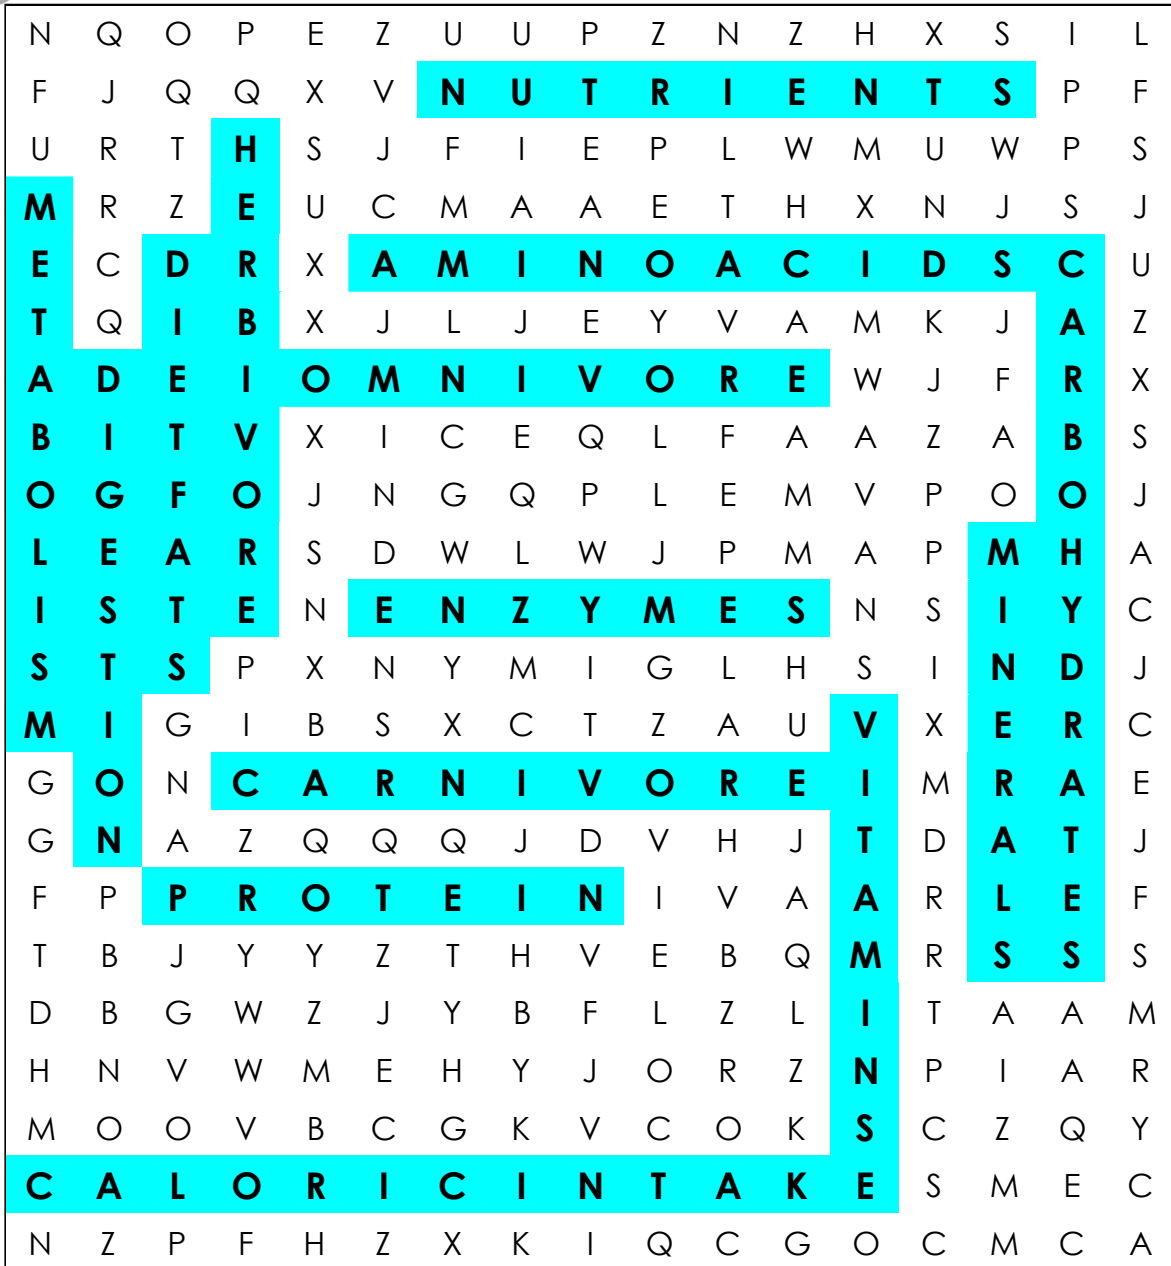 N Q O P E Z U U P Z N Z H X S I L
F J Q Q X V N U T R I E N T S P F
U R T H S J F I E P L W M U W P S
M R Z E U C M A A E T H X N J S J
E C D R X A M I N O A C I D S C U
T Q I B X J L J E Y V A M K J A Z
A D E I O M N I V O R E W J F R X
B I T V X I C E Q L F A A Z A B S
O G F O J N G Q P L E M V P O O J
L E A R S D W L W J P M A P M H A
I S T E N E N Z Y M E S N S I Y C
S T S P X N Y M I G L H S I N D J
M I G I B S X C T Z A U V X E R C
G O N C A R N I V O R E I M R A E
G N A Z Q Q Q J D V H J T D A T J
F P P R O T E I N I V A A R L E F
T B J Y Y Z T H V E B Q M R S S S
D B G W Z J Y B F L Z L I T A A M
H N V W M E H Y J O R Z N P I A R
M O O V B C G K V C O K S C Z Q Y
C A L O R I C I N T A K E S M E C
N Z P F H Z X K I Q C G O C M C A